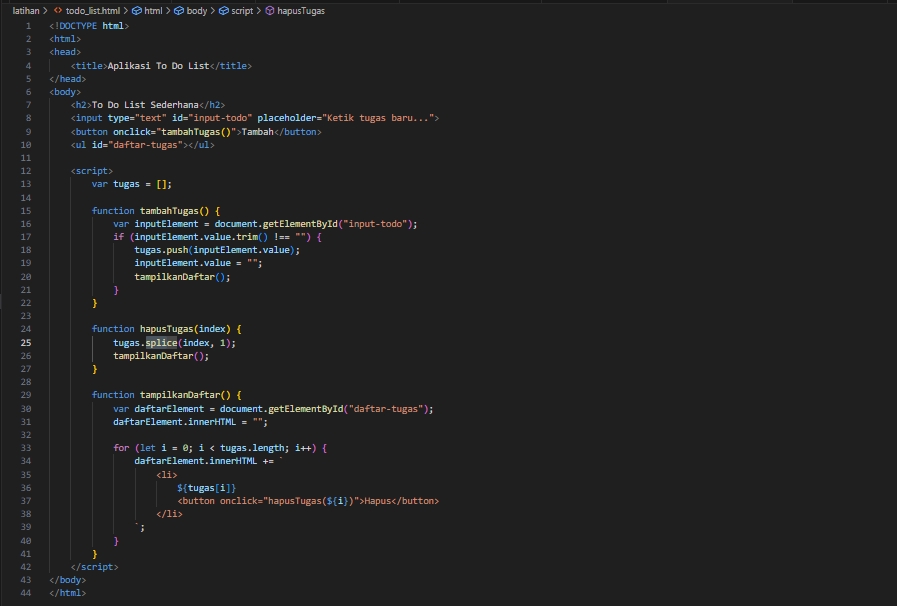 latihan > <> todo_list.html > html > body > script > hapusTugas
1 <!DOCTYPE html>
2 <html>
3 <head>
4     <title>Aplikasi To Do List</title>
5 </head>
6 <body>
7     <h2>To Do List Sederhana</h2>
8     <input type="text" id="input-todo" placeholder="Ketik tugas baru...">
9     <button onclick="tambahTugas()">Tambah</button>
10     <ul id="daftar-tugas"></ul>
11
12     <script>
13         var tugas = [];
14
15         function tambahTugas() {
16             var inputElement = document.getElementById("input-todo");
17             if (inputElement.value.trim() !== "") {
18                 tugas.push(inputElement.value);
19                 inputElement.value = "";
20                 tampilkanDaftar();
21             }
22         }
23
24         function hapusTugas(index) {
25             tugas.splice(index, 1);
26             tampilkanDaftar();
27         }
28
29         function tampilkanDaftar() {
30             var daftarElement = document.getElementById("daftar-tugas");
31             daftarElement.innerHTML = "";
32
33             for (let i = 0; i < tugas.length; i++) {
34                 daftarElement.innerHTML += `
35                     <li>
36                         ${tugas[i]}
37                         <button onclick="hapusTugas(${i})">Hapus</button>
38                     </li>
39                 `;
40             }
41         }
42     </script>
43 </body>
44 </html>